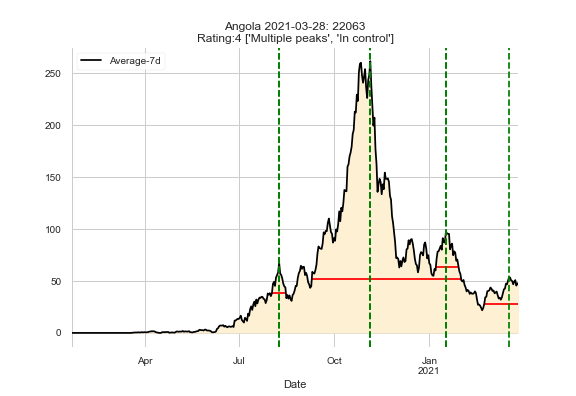 Angola 2021-03-28: 22063
Rating:4 ['Multiple peaks', 'In control']
Average-7d
250
200
150
100
50
0
Apr Jul Oct Jan
2021
Date